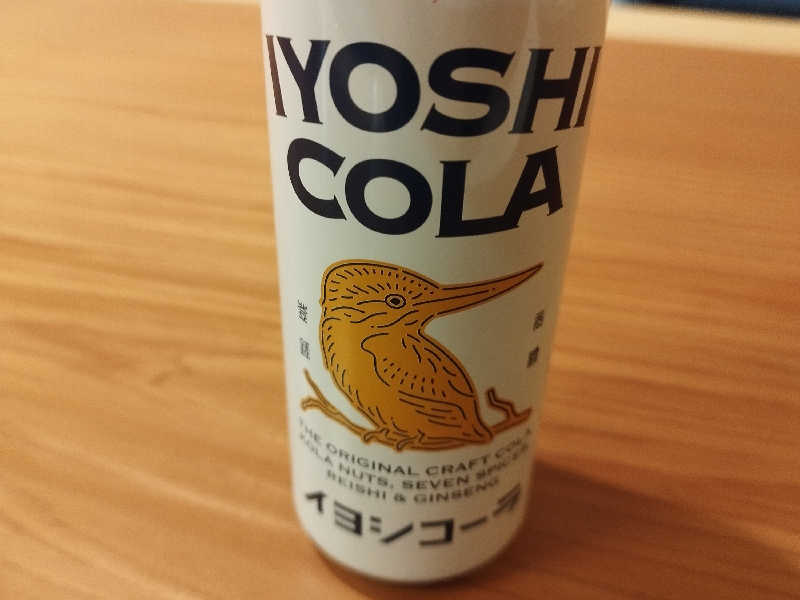 IYOSHI
COLA
THE ORIGINAL CRAFT COLA
KOLA NUTS, SEVEN SPICES,
REISHI & GINSENG
イヨシコーラ